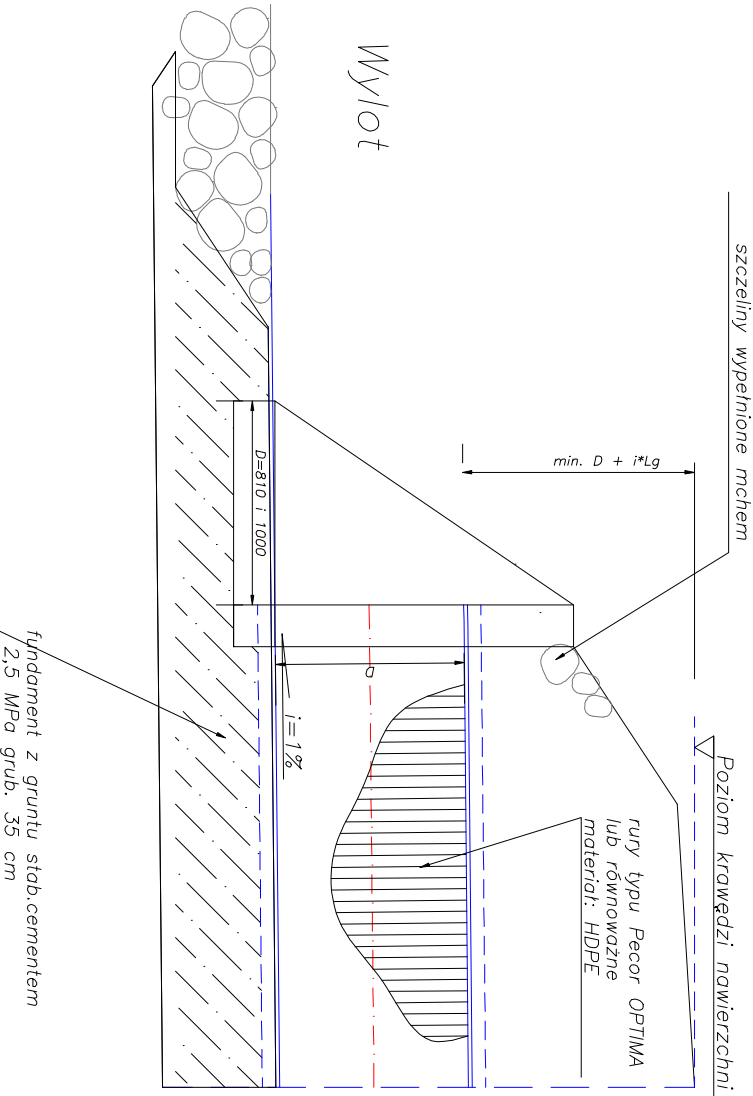 Wylot
szczeliny wypełnione mchem
min. D + i*Lg
Poziom krawędzi nawierzchni
D=810 i 1000
a
i=1%
rury typu Pecor OPTIMA
lub równoważne
materiał: HDPE
fundament z gruntu stab.cementem
2,5 MPa grub. 35 cm